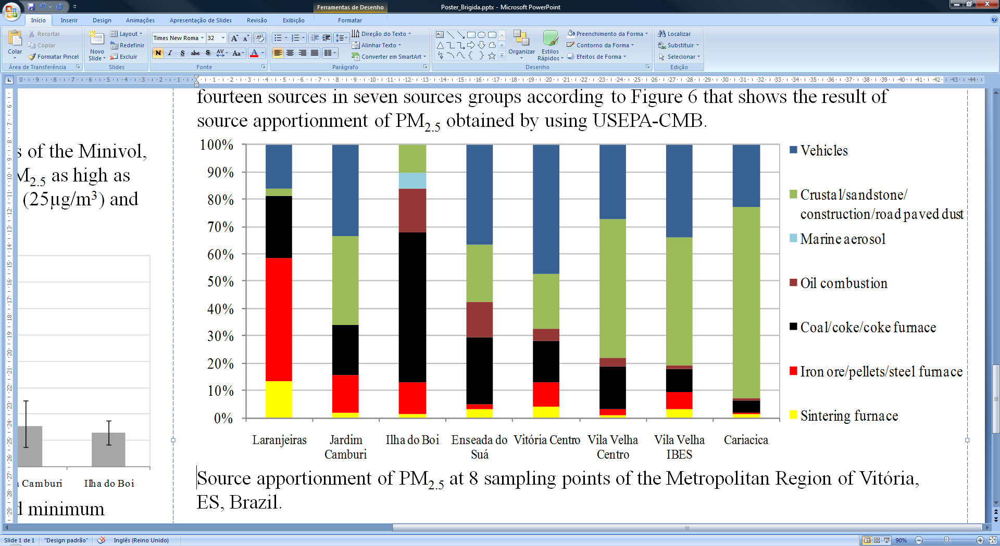 Ferramentas de Desenho
Poster_Brigida.pptx - Microsoft PowerPoint
Início
Inserir
Design
Animações
Apresentação de Slides
Revisão
Exibição
Formatar
Colar
Recortar
Copiar
Formatar Pincel
Área de Transferência
Novo
Slide
Layout
Redefinir
Excluir
Slides
Times New Roma
32
N I S abc S AV Aa A
Fonte
Direção do Texto
Alinhar Texto
Converter em SmartArt
Parágrafo
Organizar
Estilos
Rápidos
Preenchimento da Forma
Contorno da Forma
Efeitos de Forma
Desenho
Localizar
Substituir
Selecionar
Edição
s of the Minivol,
M2.5 as high as
(25µg/m³) and
Camburi
Ilha do Boi
d minimum
fourteen sources in seven sources groups according to Figure 6 that shows the result of
source apportionment of PM2.5 obtained by using USEPA-CMB.
100%
90%
80%
70%
60%
50%
40%
30%
20%
10%
0%
Laranjeiras
Jardim
Camburi
Ilha do Boi
Enseada do
Suá
Vitória Centro
Vila Velha
Centro
Vila Velha
IBES
Cariacica
Vehicles
Crustal/sandstone/
construction/road paved dust
Marine aerosol
Oil combustion
Coal/coke/coke furnace
Iron ore/pellets/steel furnace
Sintering furnace
Source apportionment of PM2.5 at 8 sampling points of the Metropolitan Region of Vitória,
ES, Brazil.
Slide 1 de 1
"Design padrão"
Inglês (Reino Unido)
90%